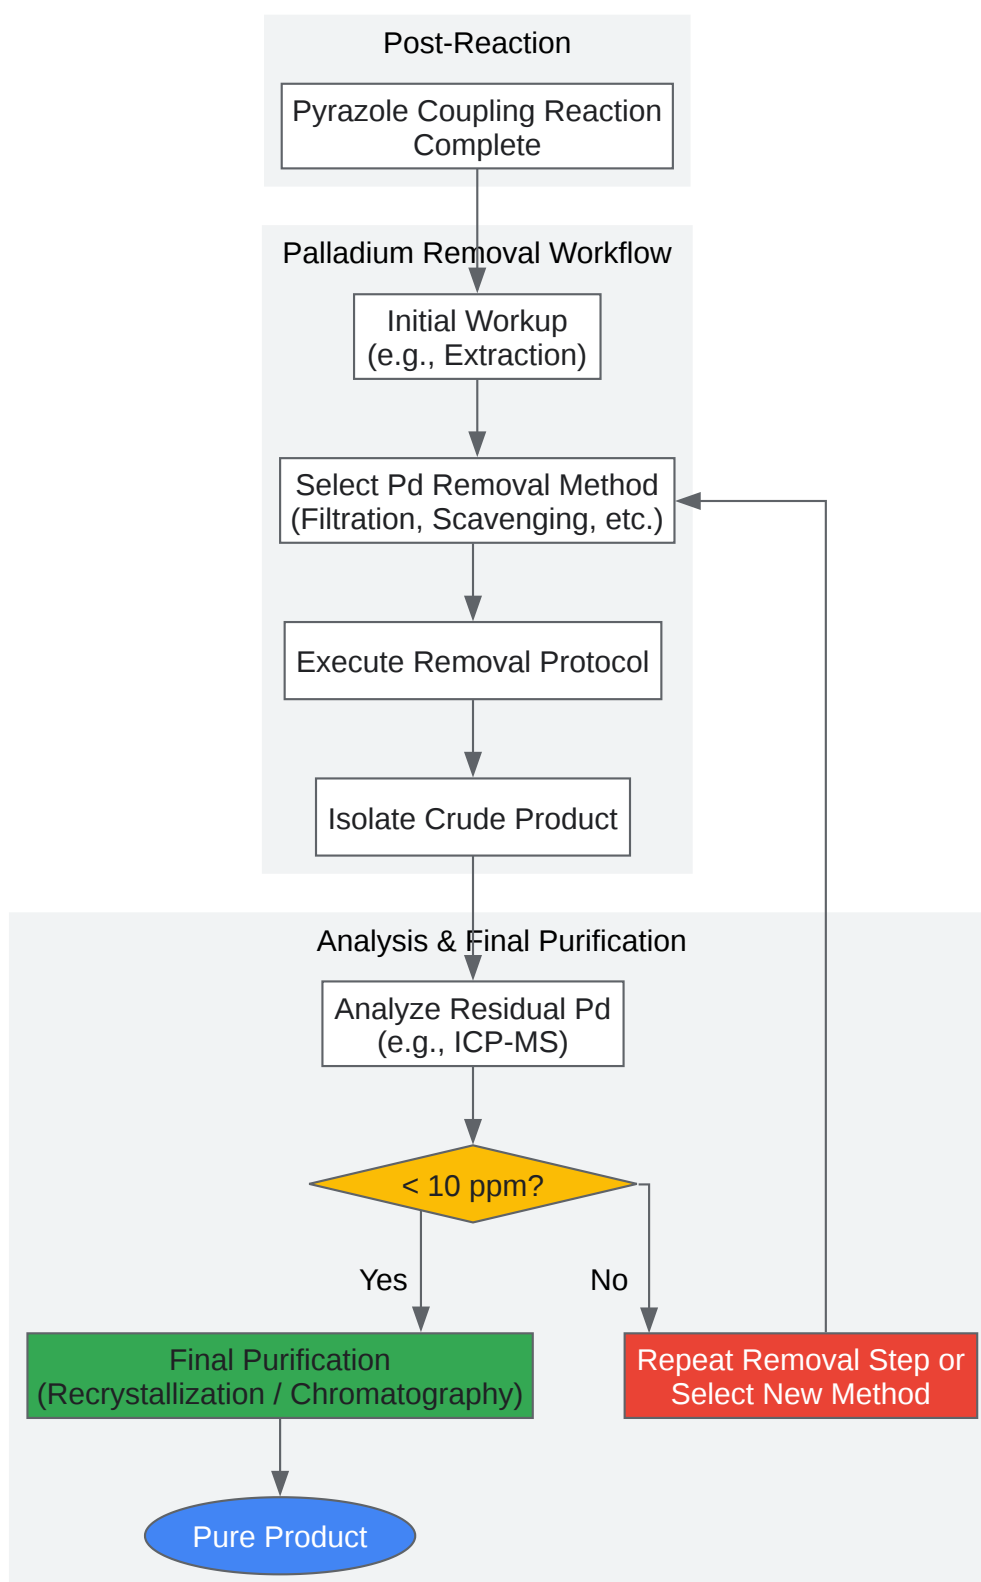 Post-Reaction
Pyrazole Coupling Reaction
Complete
Palladium Removal Workflow
Initial Workup
(e.g., Extraction)
Select Pd Removal Method
(Filtration, Scavenging, etc.)
Execute Removal Protocol
Isolate Crude Product
Analysis & Final Purification
Analyze Residual Pd
(e.g., ICP-MS)
< 10 ppm?
Yes
No
Final Purification
(Recrystallization / Chromatography)
Repeat Removal Step or
Select New Method
Pure Product